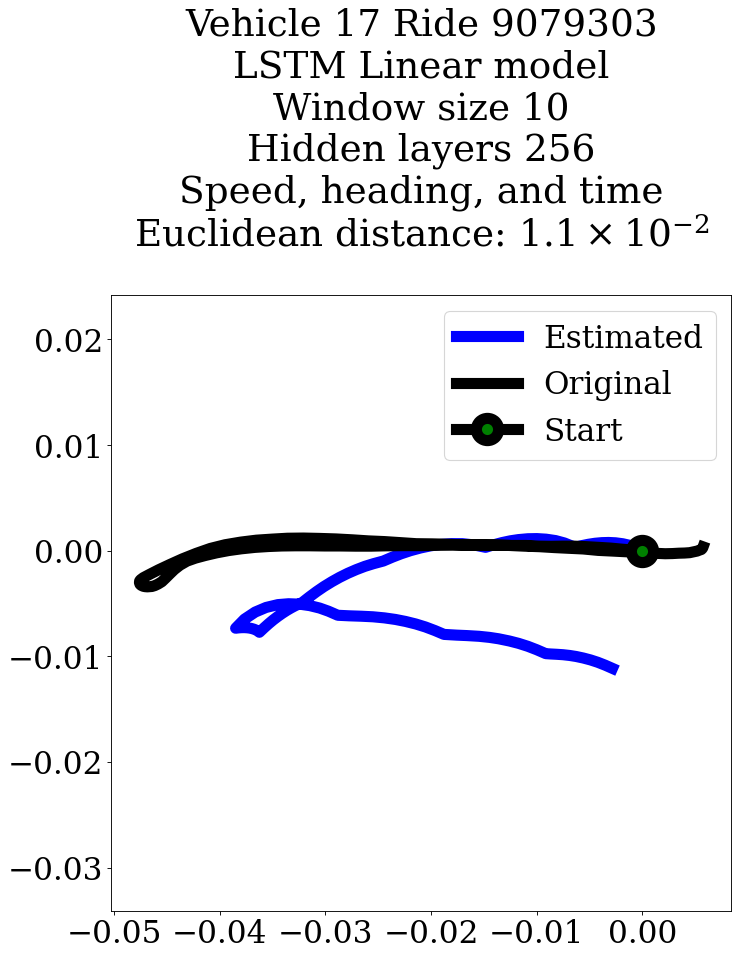 Vehicle 17 Ride 9079303
LSTM Linear model
Window size 10
Hidden layers 256
Speed, heading, and time
Euclidean distance: 1.1 × 10⁻²
Estimated
Original
Start
0.02
0.01
0.00
−0.01
−0.02
−0.03
−0.05 −0.04 −0.03 −0.02 −0.01 0.00